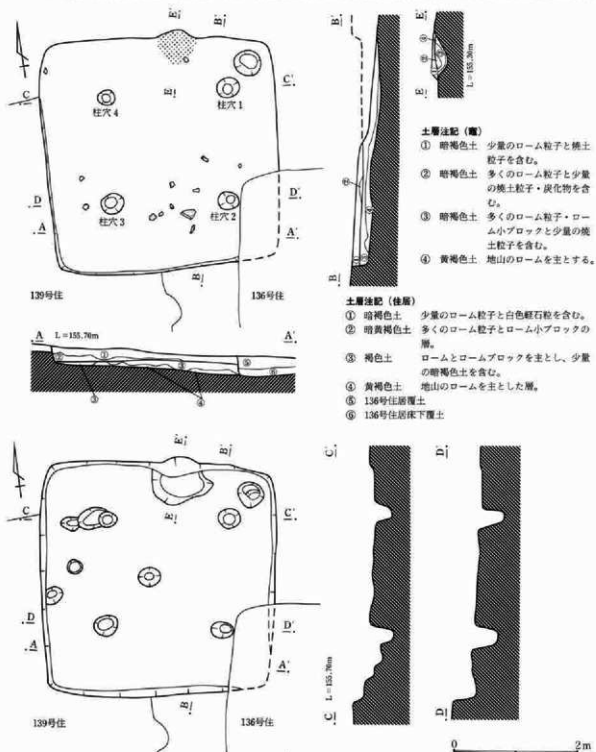 E'
B'
C
C'
柱穴4
柱穴1
E
D
D'
A
柱穴3
柱穴2
A'
B
139号住
136号住
A L=155.76m A'
①
②
③
④
⑤
⑥
B'
B
E'
E
L=155.36m
土層注記(竈)
① 暗褐色土 少量のローム粒子と焼土
粒子を含む。
② 暗褐色土 多くのローム粒子と少量
の焼土粒子・炭化物を含
む。
③ 暗褐色土 多くのローム粒子・ロー
ム小ブロックと少量の焼
土粒子を含む。
④ 黄褐色土 地山のロームを主とする。
土層注記(住居)
① 暗褐色土 少量のローム粒子と白色軽石粒を含む。
② 暗黄褐色土 多くのローム粒子とローム小ブロックの
層。
③ 褐色土 ロームとロームブロックを主とし、少量
の暗褐色土を含む。
④ 黄褐色土 地山のロームを主とした層。
⑤ 136号住居覆土
⑥ 136号住居床下覆土
E'
B'
C
C'
E
D
D'
A
A'
B
139号住
136号住
C'
C
L=155.76m
D'
D
0 2m